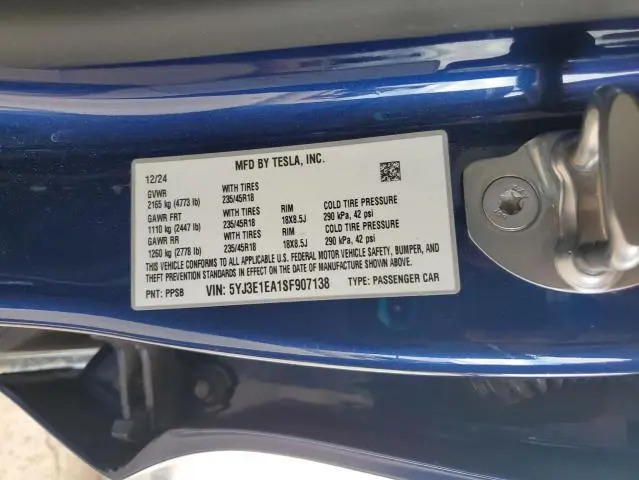 MFD BY TESLA, INC.
12/24
GVWR WITH TIRES
2165 kg (4773 lb) 235/45R18
GAWR FRT WITH TIRES RIM COLD TIRE PRESSURE
1110 kg (2447 lb) 235/45R18 18X8.5J 290 kPa, 42 psi
GAWR RR WITH TIRES RIM COLD TIRE PRESSURE
1260 kg (2778 lb) 235/45R18 18X8.5J 290 kPa, 42 psi
THIS VEHICLE CONFORMS TO ALL APPLICABLE U.S. FEDERAL MOTOR VEHICLE SAFETY, BUMPER, AND
THEFT PREVENTION STANDARDS IN EFFECT ON THE DATE OF MANUFACTURE SHOWN ABOVE.
PNT: PPSB VIN: 5YJ3E1EA1SF907138 TYPE: PASSENGER CAR